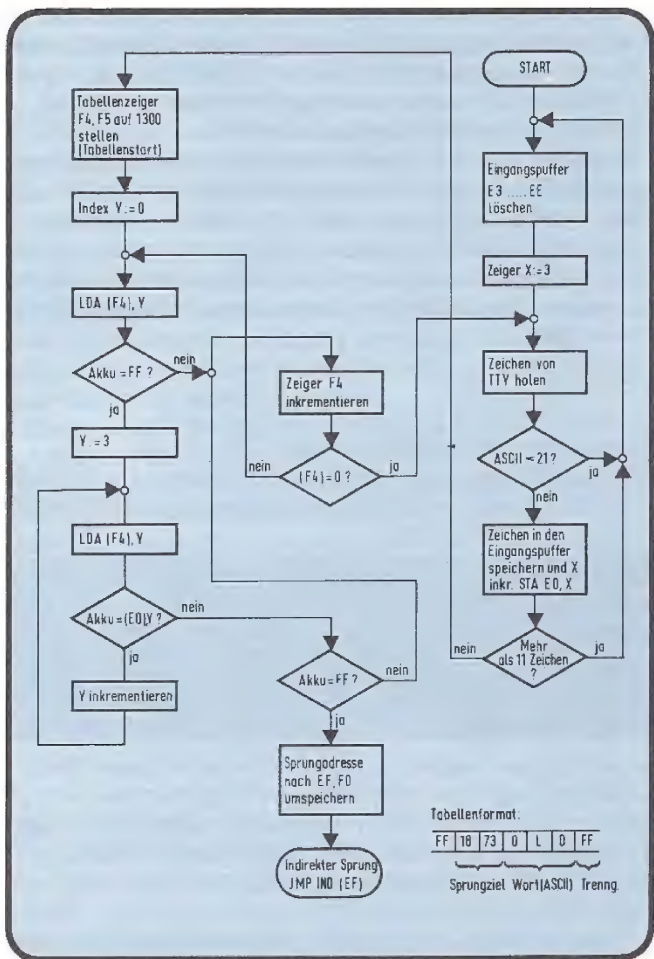 START
Eingangspuffer
E3.....EE
löschen
Zeiger X:=3
Zeichen von
TTY holen
ASCII < 21?
ja
nein
Zeichen in den
Eingangspuffer
speichern und X
inkr. STA E0, X
Mehr
als 11 Zeichen
?
ja
nein
Tabellenzeiger
F4, F5 auf 1300
stellen
(Tabellenstart)
Index Y:=0
LDA (F4), Y
Akku=FF?
nein
ja
Zeiger F4
inkrementieren
(F4)=0?
nein
ja
Y:=3
LDA (F4), Y
Akku=(E0),Y?
nein
ja
Y inkrementieren
Akku=FF?
nein
ja
Sprungadresse
nach EF, F0
umspeichern
Indirekter Sprung
JMP IND (EF)
Tabellenformat:
FF 18 73 O L D FF
Sprungziel Wort(ASCII) Trenng.